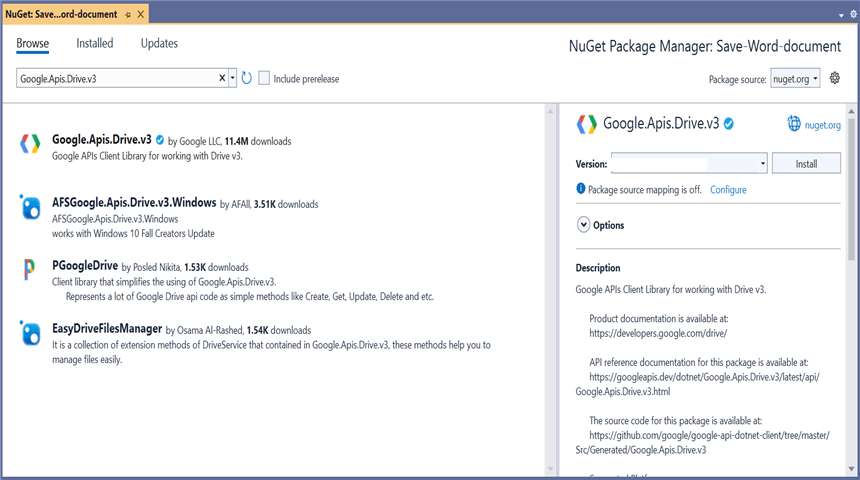 NuGet: Save...ord-document
Browse
Installed
Updates
NuGet Package Manager: Save-Word-document
Google.Apis.Drive.v3
Include prerelease
Package source: nuget.org
Google.Apis.Drive.v3 by Google LLC, 11.4M downloads
Google APIs Client Library for working with Drive v3.
AFSGoogle.Apis.Drive.v3.Windows by AFAll, 3.51K downloads
AFSGoogle.Apis.Drive.v3.Windows
works with Windows 10 Fall Creators Update
PGoogleDrive by Posled Nikita, 1.53K downloads
Client library that simplifies the using of Google.Apis.Drive.v3.
Represents a lot of Google Drive api code as simple methods like Create, Get, Update, Delete and etc.
EasyDriveFilesManager by Osama Al-Rashed, 1.54K downloads
It is a collection of extension methods of DriveService that contained in Google.Apis.Drive.v3, these methods help you to
manage files easily.
Google.Apis.Drive.v3
nuget.org
Version:
Install
Package source mapping is off. Configure
Options
Description
Google APIs Client Library for working with Drive v3.
Product documentation is available at:
https://developers.google.com/drive/
API reference documentation for this package is available at:
https://googleapis.dev/dotnet/Google.Apis.Drive.v3/latest/api/
Google.Apis.Drive.v3.html
The source code for this package is available at:
https://github.com/google/google-api-dotnet-client/tree/master/
Src/Generated/Google.Apis.Drive.v3